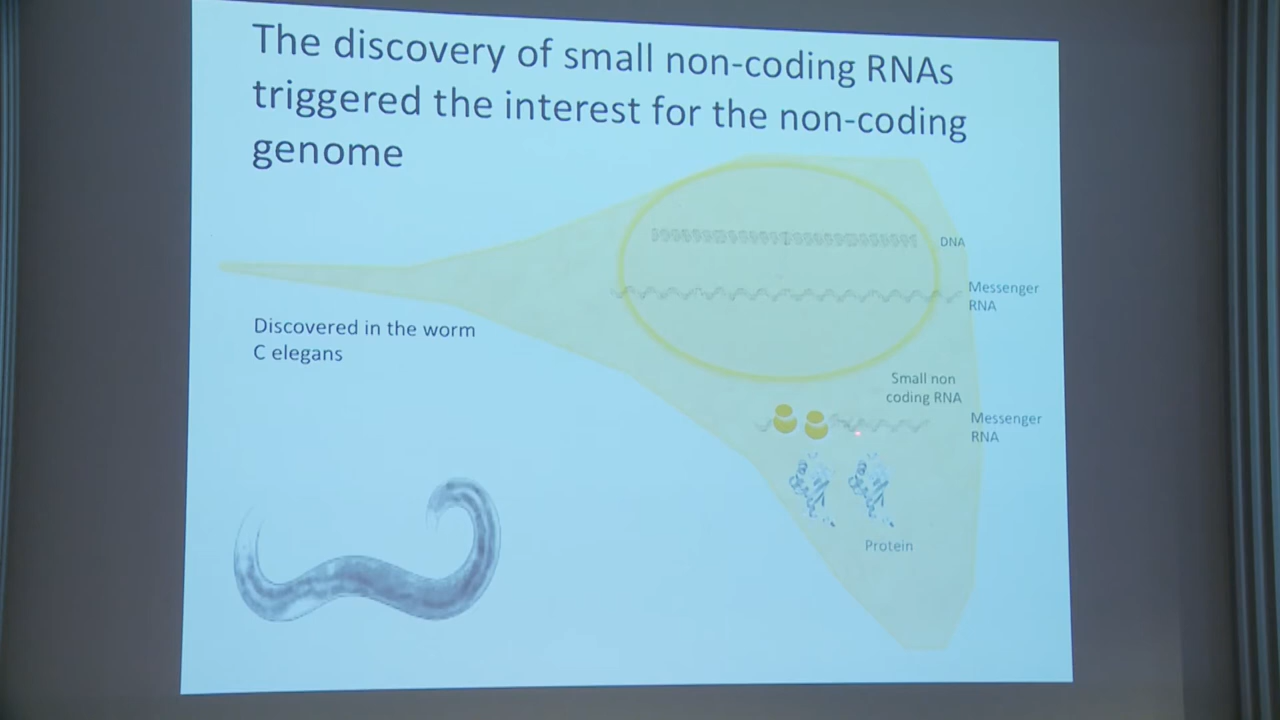 The discovery of small non-coding RNAs
triggered the interest for the non-coding
genome
DNA
Messenger
RNA
Discovered in the worm
C elegans
Small non
coding RNA
Messenger
RNA
Protein